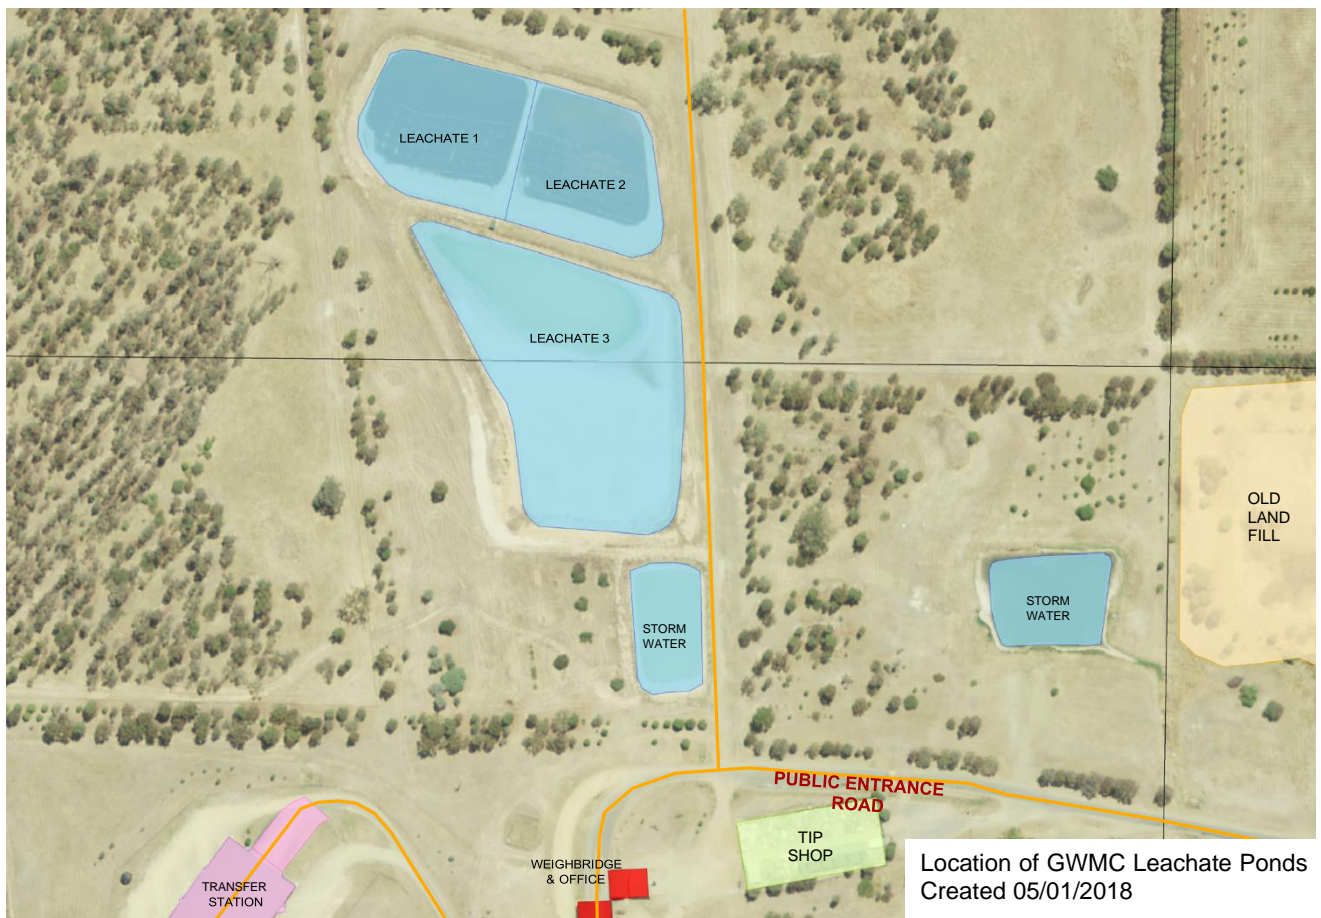 LEACHATE 1
LEACHATE 2
LEACHATE 3
OLD
LAND
FILL
STORM
WATER
STORM
WATER
PUBLIC ENTRANCE
ROAD
TIP
SHOP
WEIGHBRIDGE
& OFFICE
TRANSFER
STATION
Location of GWMC Leachate Ponds
Created 05/01/2018